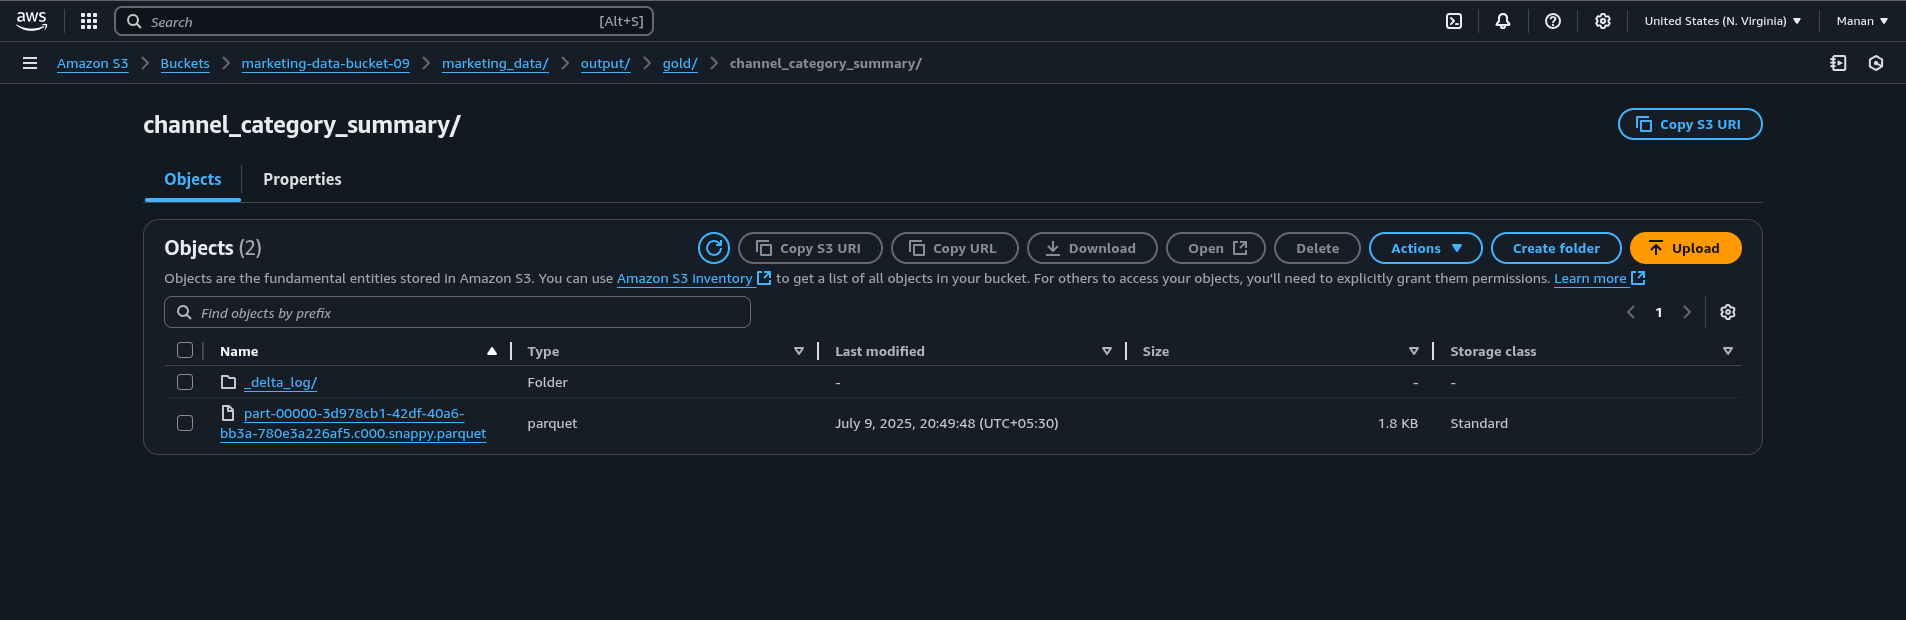 aws
Search [Alt+S]
United States (N. Virginia)
Manan
Amazon S3
Buckets
marketing-data-bucket-09
marketing_data/
output/
gold/
channel_category_summary/
channel_category_summary/
Copy S3 URI
Objects
Properties
Objects (2)
Copy S3 URI
Copy URL
Download
Open
Delete
Actions
Create folder
Upload
Objects are the fundamental entities stored in Amazon S3. You can use Amazon S3 inventory to get a list of all objects in your bucket. For others to access your objects, you'll need to explicitly grant them permissions. Learn more
Find objects by prefix
1
Name
Type
Last modified
Size
Storage class
_delta_log/
Folder
-
-
-
part-00000-3d978cb1-42df-40a6-
bb3a-780e3a226af5.c000.snappy.parquet
parquet
July 9, 2025, 20:49:48 (UTC+05:30)
1.8 KB
Standard